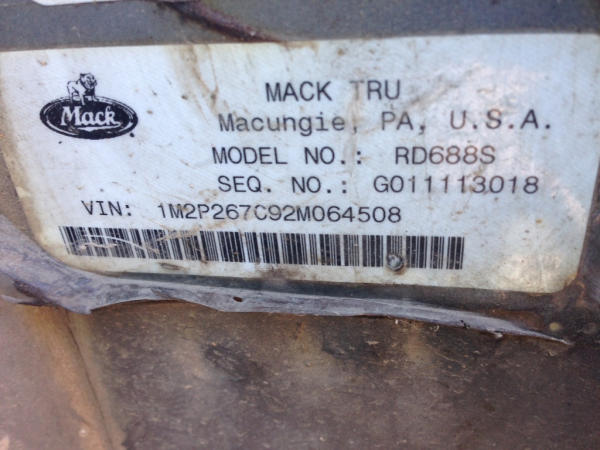 Mack
MACK TRU
Macungie, PA, U.S.A.
MODEL NO.: RD688S
SEQ. NO.: G011113018
VIN: 1M2P267C92M064508